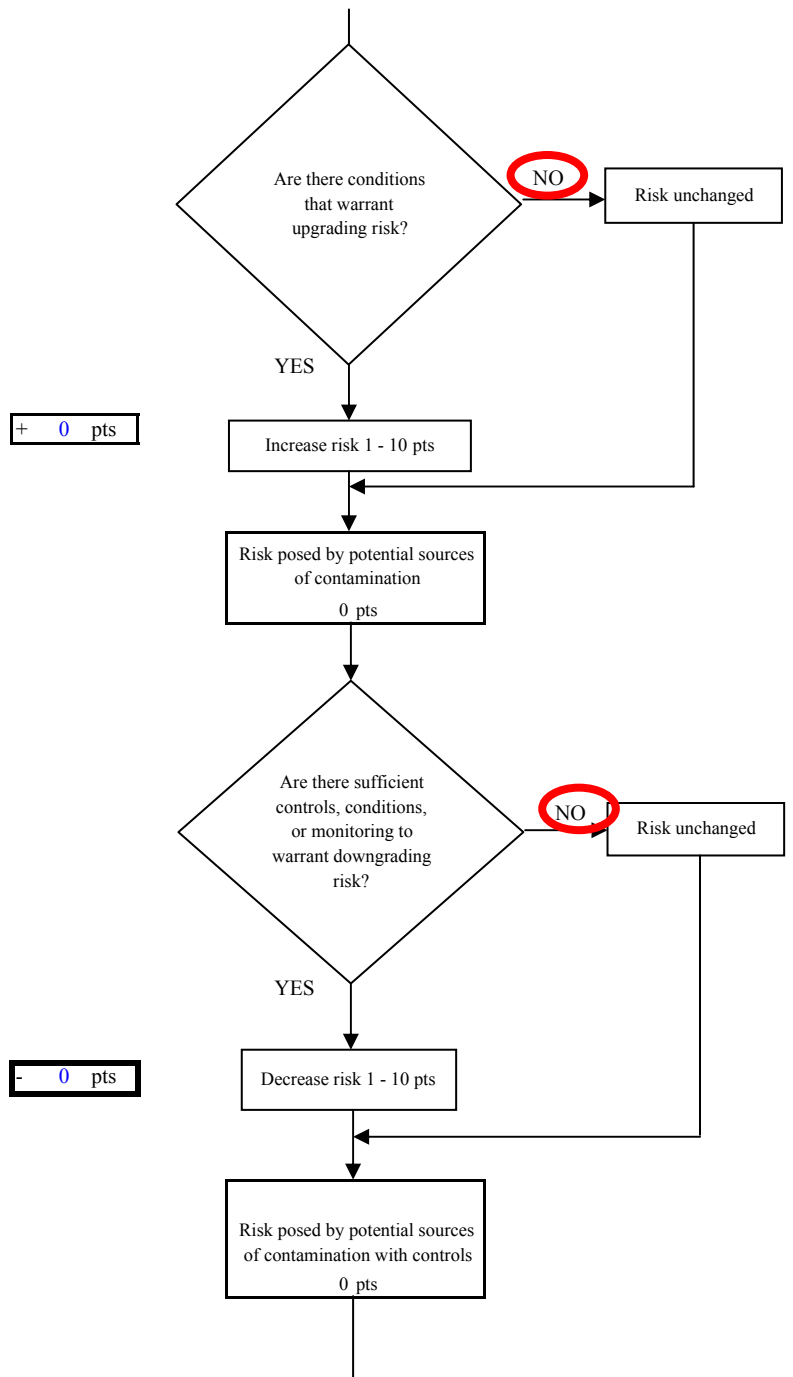 Are there conditions
that warrant
upgrading risk?
NO
Risk unchanged
YES
+ 0 pts
Increase risk 1 - 10 pts
Risk posed by potential sources
of contamination
0 pts
Are there sufficient
controls, conditions,
or monitoring to
warrant downgrading
risk?
NO
Risk unchanged
YES
- 0 pts
Decrease risk 1 - 10 pts
Risk posed by potential sources
of contamination with controls
0 pts